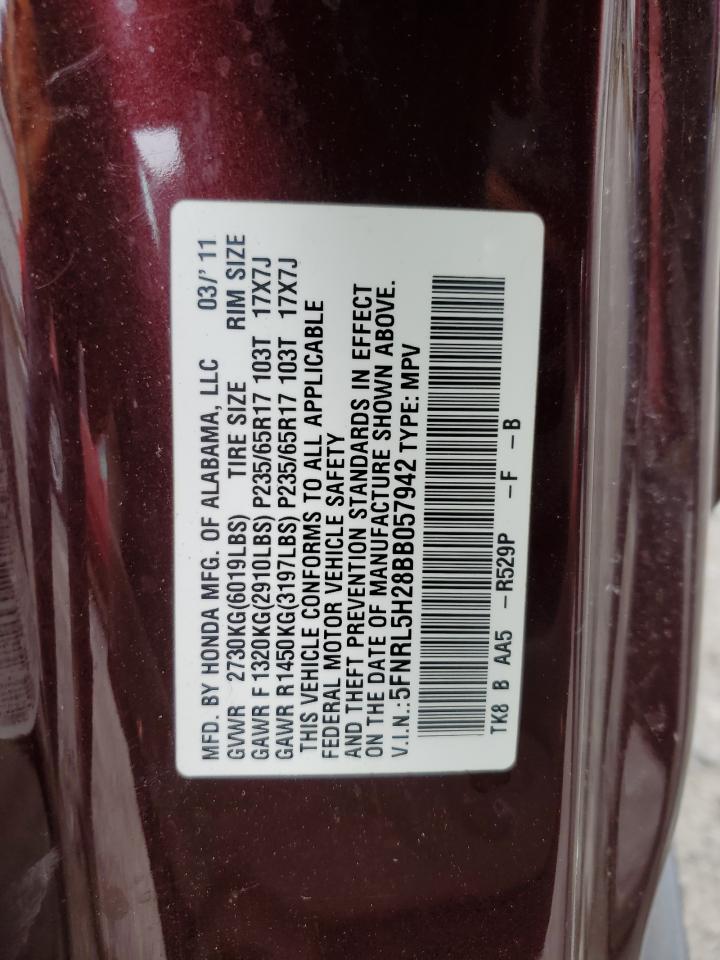 MFD. BY HONDA MFG. OF ALABAMA, LLC 03/' 11
GVWR 2730KG(6019LBS) TIRE SIZE RIM SIZE
GAWR F 1320KG(2910LBS) P235/65R17 103T 17X7J
GAWR R1450KG(3197LBS) P235/65R17 103T 17X7J
THIS VEHICLE CONFORMS TO ALL APPLICABLE
FEDERAL MOTOR VEHICLE SAFETY
AND THEFT PREVENTION STANDARDS IN EFFECT
ON THE DATE OF MANUFACTURE SHOWN ABOVE.
V.I.N.:5FNRL5H28BB057942 TYPE: MPV
TK8 B AA5 -R529P -F -B